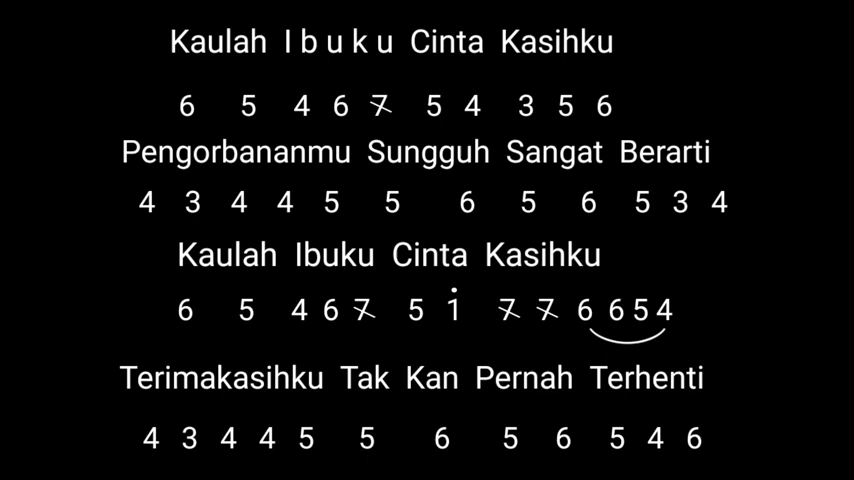 Kaulah I b u k u Cinta Kasihku
6 5 4 6 7̶ 5 4 3 5 6
Pengorbananmu Sungguh Sangat Berarti
4 3 4 4 5 5 6 5 6 5 3 4
Kaulah Ibuku Cinta Kasihku
6 5 4 6 7̶ 5 1̇ 7̶ 7̶ 6 6 5 4
Terimakasihku Tak Kan Pernah Terhenti
4 3 4 4 5 5 6 5 6 5 4 6